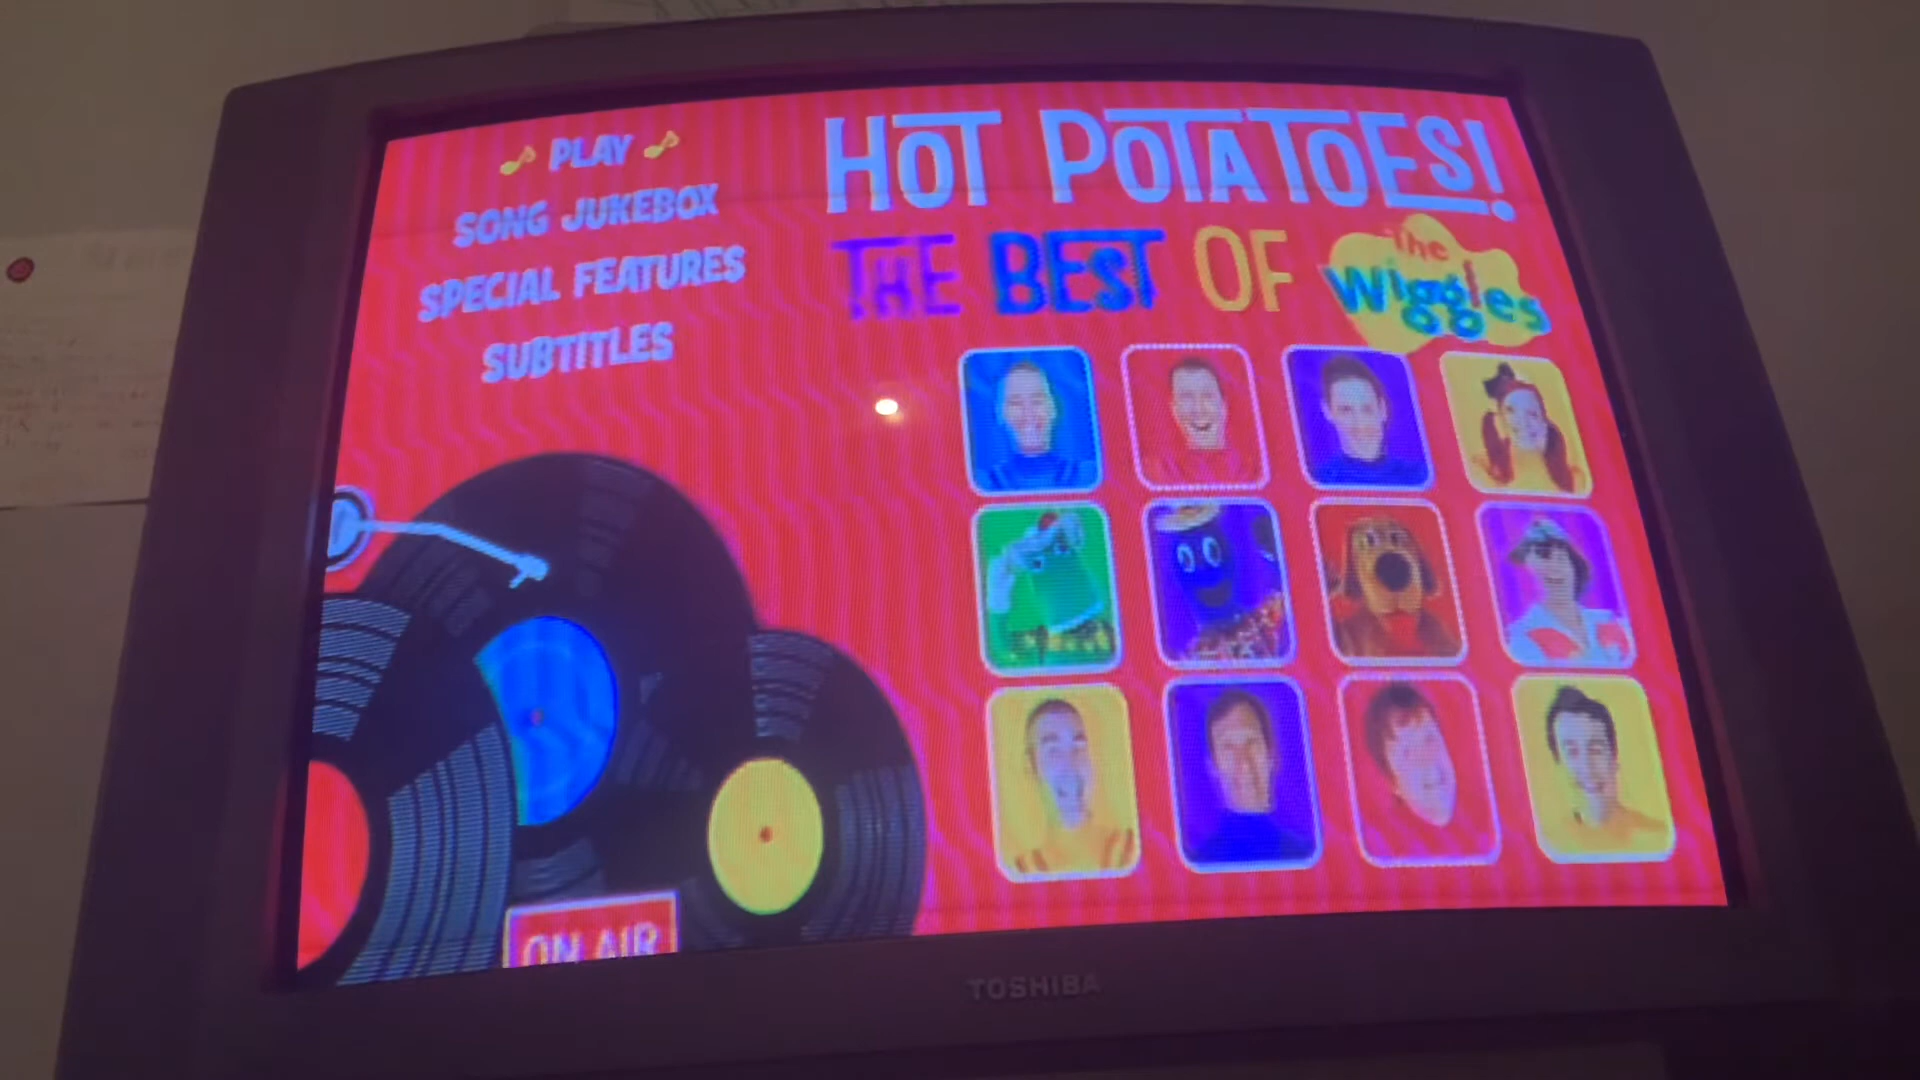 PLAY
SONG JUKEBOX
SPECIAL FEATURES
SUBTITLES
HOT POTATOES!
THE BEST OF The Wiggles
ON AIR
TOSHIBA